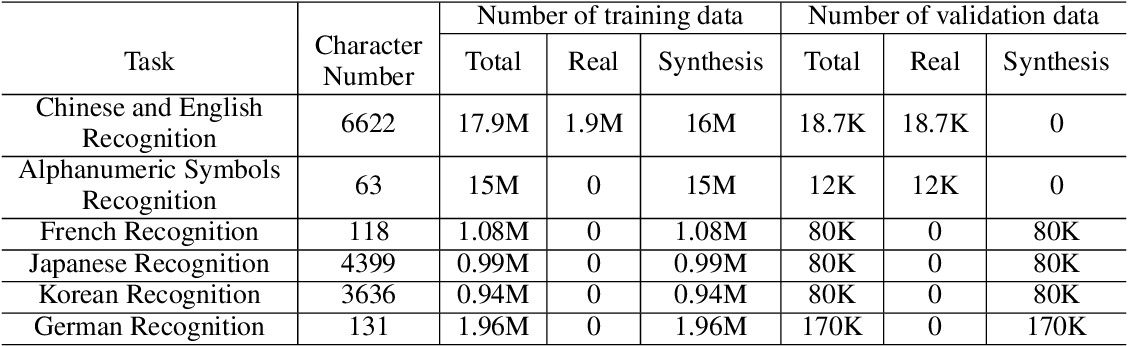 Number of training data Number of validation data
Task Character Number Total Real Synthesis Total Real Synthesis
Chinese and English Recognition 6622 17.9M 1.9M 16M 18.7K 18.7K 0
Alphanumeric Symbols Recognition 63 15M 0 15M 12K 12K 0
French Recognition 118 1.08M 0 1.08M 80K 0 80K
Japanese Recognition 4399 0.99M 0 0.99M 80K 0 80K
Korean Recognition 3636 0.94M 0 0.94M 80K 0 80K
German Recognition 131 1.96M 0 1.96M 170K 0 170K